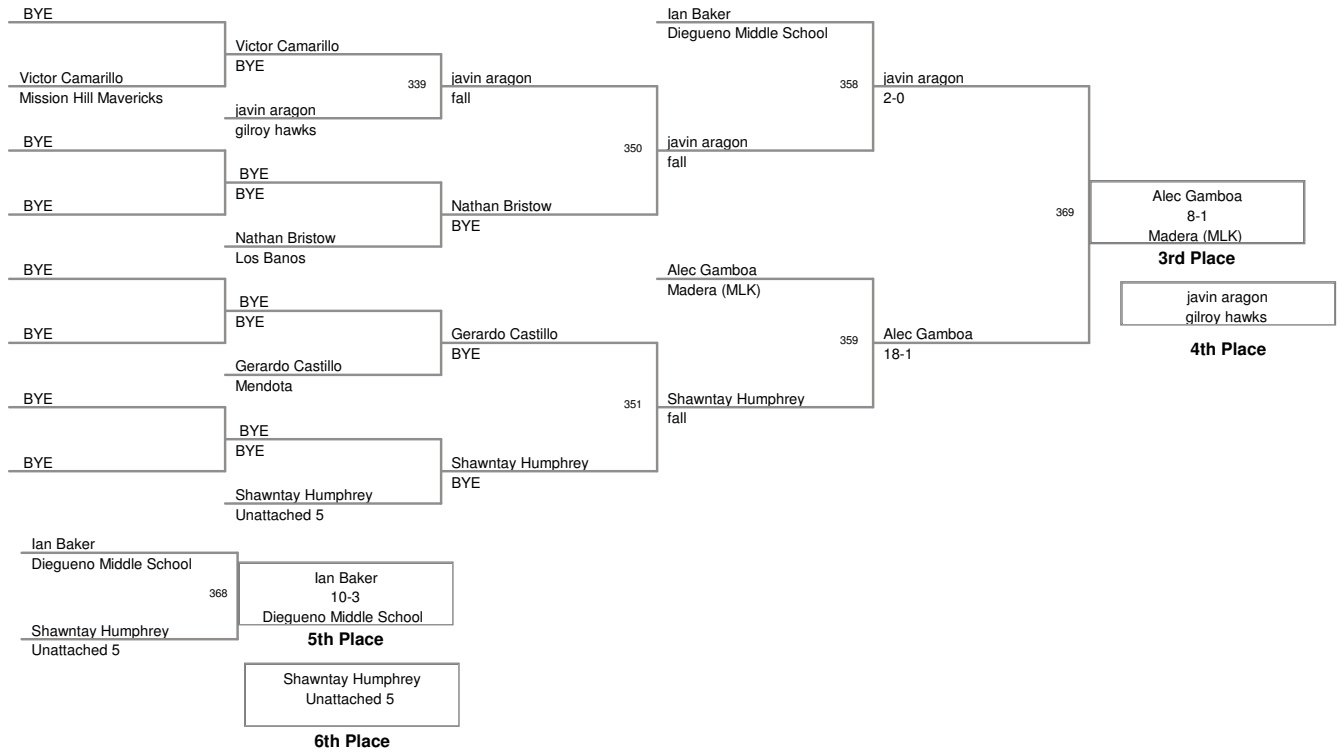 BYE
Victor Camarillo
Mission Hill Mavericks
BYE
BYE
BYE
BYE
BYE
BYE
Victor Camarillo
BYE
339
javin aragon
gilroy hawks
BYE
BYE
Nathan Bristow
Los Banos
BYE
BYE
Gerardo Castillo
Mendota
BYE
BYE
Shawntay Humphrey
Unattached 5
javin aragon
fall
350
Nathan Bristow
BYE
Gerardo Castillo
BYE
351
Shawntay Humphrey
BYE
Ian Baker
Diegueno Middle School
358
javin aragon
fall
Alec Gamboa
Madera (MLK)
359
Shawntay Humphrey
fall
javin aragon
2-0
369
Alec Gamboa
18-1
Alec Gamboa
8-1
Madera (MLK)
3rd Place
javin aragon
gilroy hawks
4th Place
Ian Baker
Diegueno Middle School
368
Shawntay Humphrey
Unattached 5
Ian Baker
10-3
Diegueno Middle School
5th Place
Shawntay Humphrey
Unattached 5
6th Place